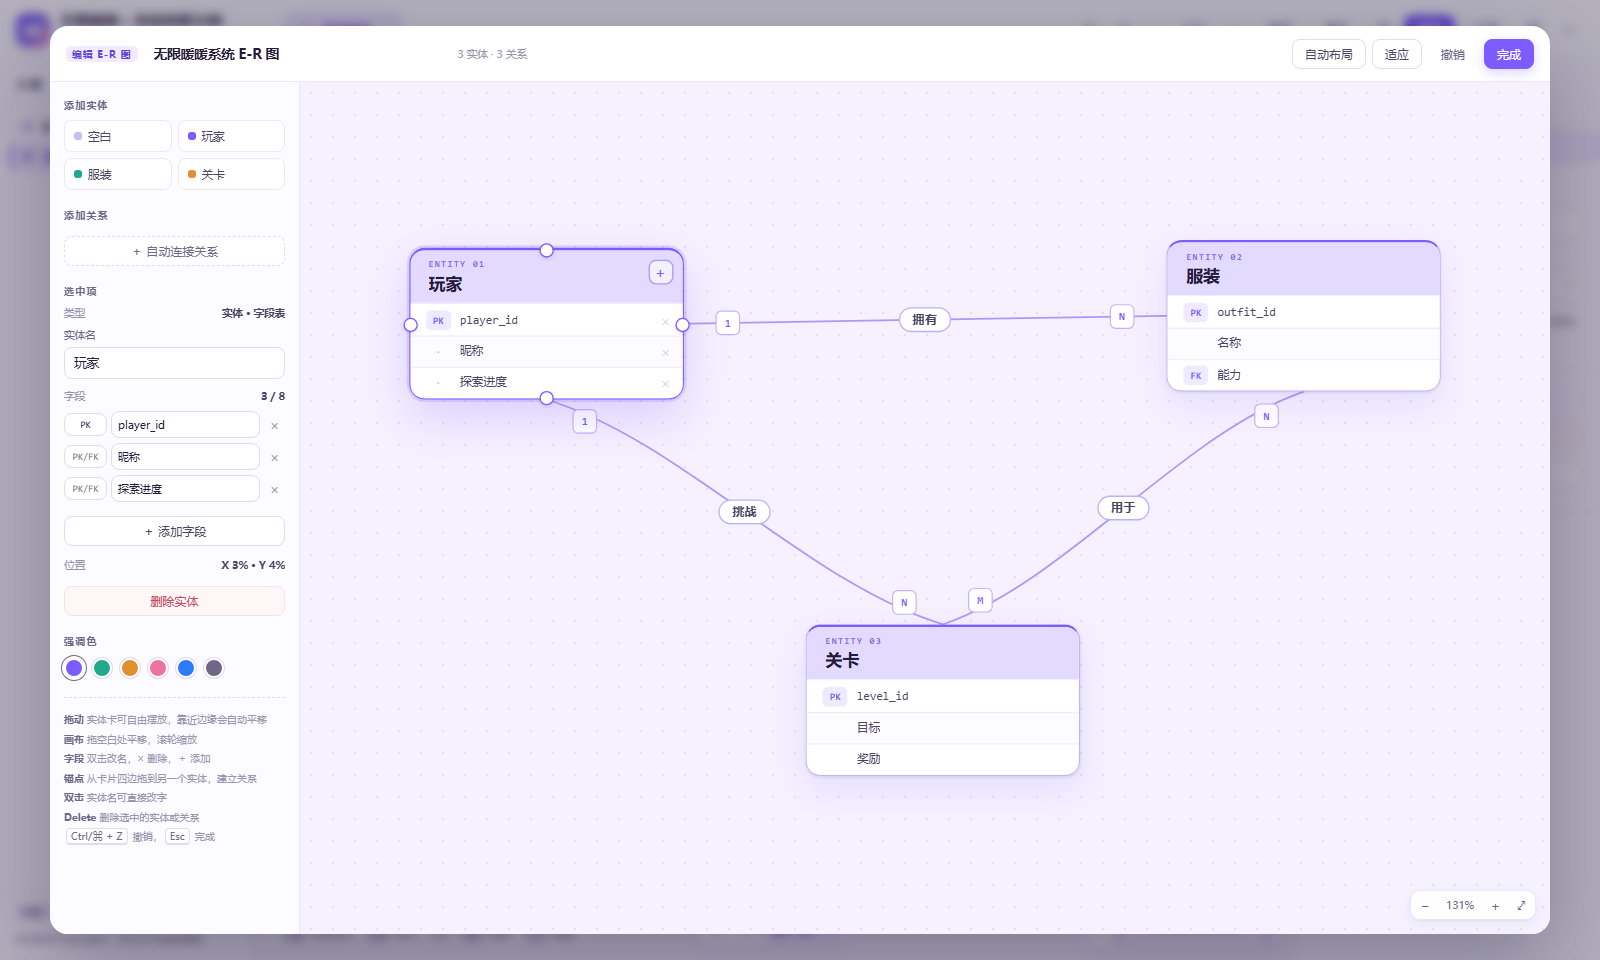 编辑 E-R 图
无限暖暖系统 E-R 图
3 实体 · 3 关系
自动布局
适应
撤销
完成
添加实体
空白
玩家
服装
关卡
添加关系
+ 自动连接关系
选中项
类型
实体 • 字段表
实体名
玩家
字段
3 / 8
PK
player_id
×
PK/FK
昵称
×
PK/FK
探索进度
×
+ 添加字段
位置
X 3% • Y 4%
删除实体
强调色
拖动 实体卡可自由摆放，靠近边缘会自动平移
画布 拖空白处平移，滚轮缩放
字段 双击改名，× 删除，+ 添加
锚点 从卡片四边拖到另一个实体，建立关系
双击 实体名可直接改字
Delete 删除选中的实体或关系
Ctrl/⌘ + Z 撤销， Esc 完成
ENTITY 01
玩家
+
PK player_id ×
· 昵称 ×
· 探索进度 ×
1
拥有
N
ENTITY 02
服装
PK outfit_id
名称
FK 能力
1
挑战
N
N
用于
M
ENTITY 03
关卡
PK level_id
目标
奖励
− 131% + ⤢